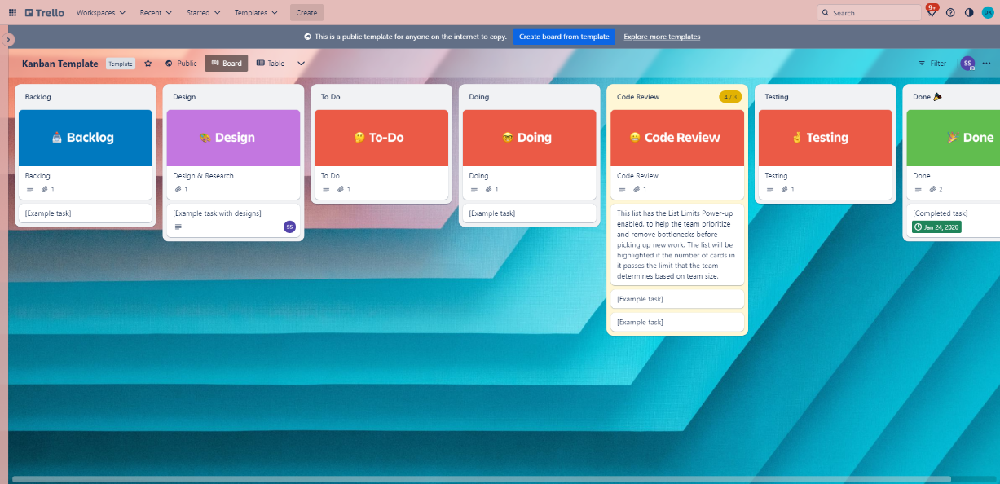 Trello
Workspaces
Recent
Starred
Templates
Create
Search
9+
DK
This is a public template for anyone on the internet to copy.
Create board from template
Explore more templates
Kanban Template
Template
Public
Board
Table
Filter
SS
Backlog
Backlog
Backlog
1
[Example task]
Design
Design
Design & Research
1
[Example task with designs]
SS
To Do
To-Do
To Do
1
Doing
Doing
Doing
1
[Example task]
Code Review
4 / 3
Code Review
Code Review
1
This list has the List Limits Power-up
enabled, to help the team prioritize
and remove bottlenecks before
picking up new work. The list will be
highlighted if the number of cards in
it passes the limit that the team
determines based on team size.
[Example task]
[Example task]
Testing
Testing
Testing
1
Done 🎉
Done
Done
2
[Completed task]
Jan 24, 2020